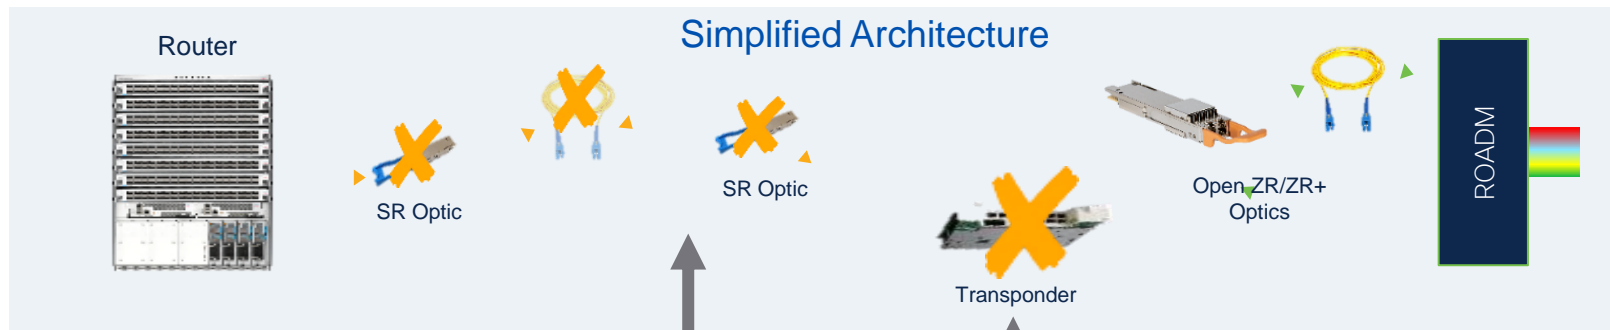 Simplified Architecture
Router
SR Optic
SR Optic
Transponder
Open ZR/ZR+
Optics
ROADM